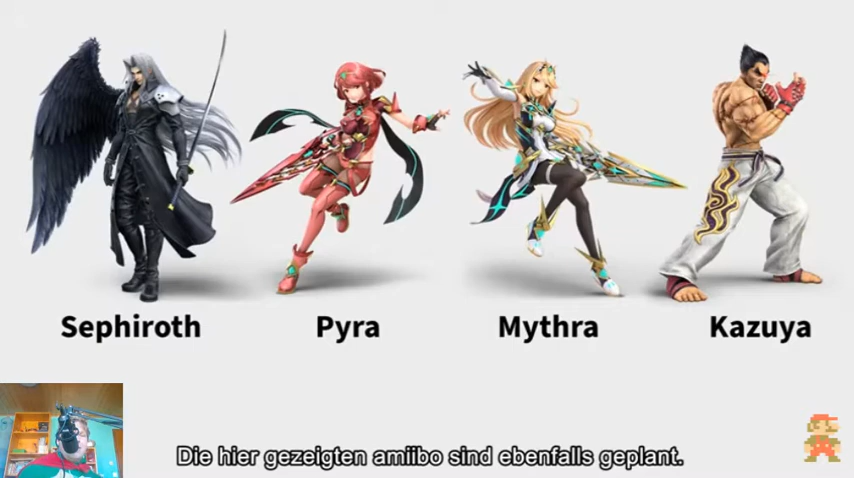 Sephiroth
Pyra
Mythra
Kazuya
Die hier gezeigten amiibo sind ebenfalls geplant.